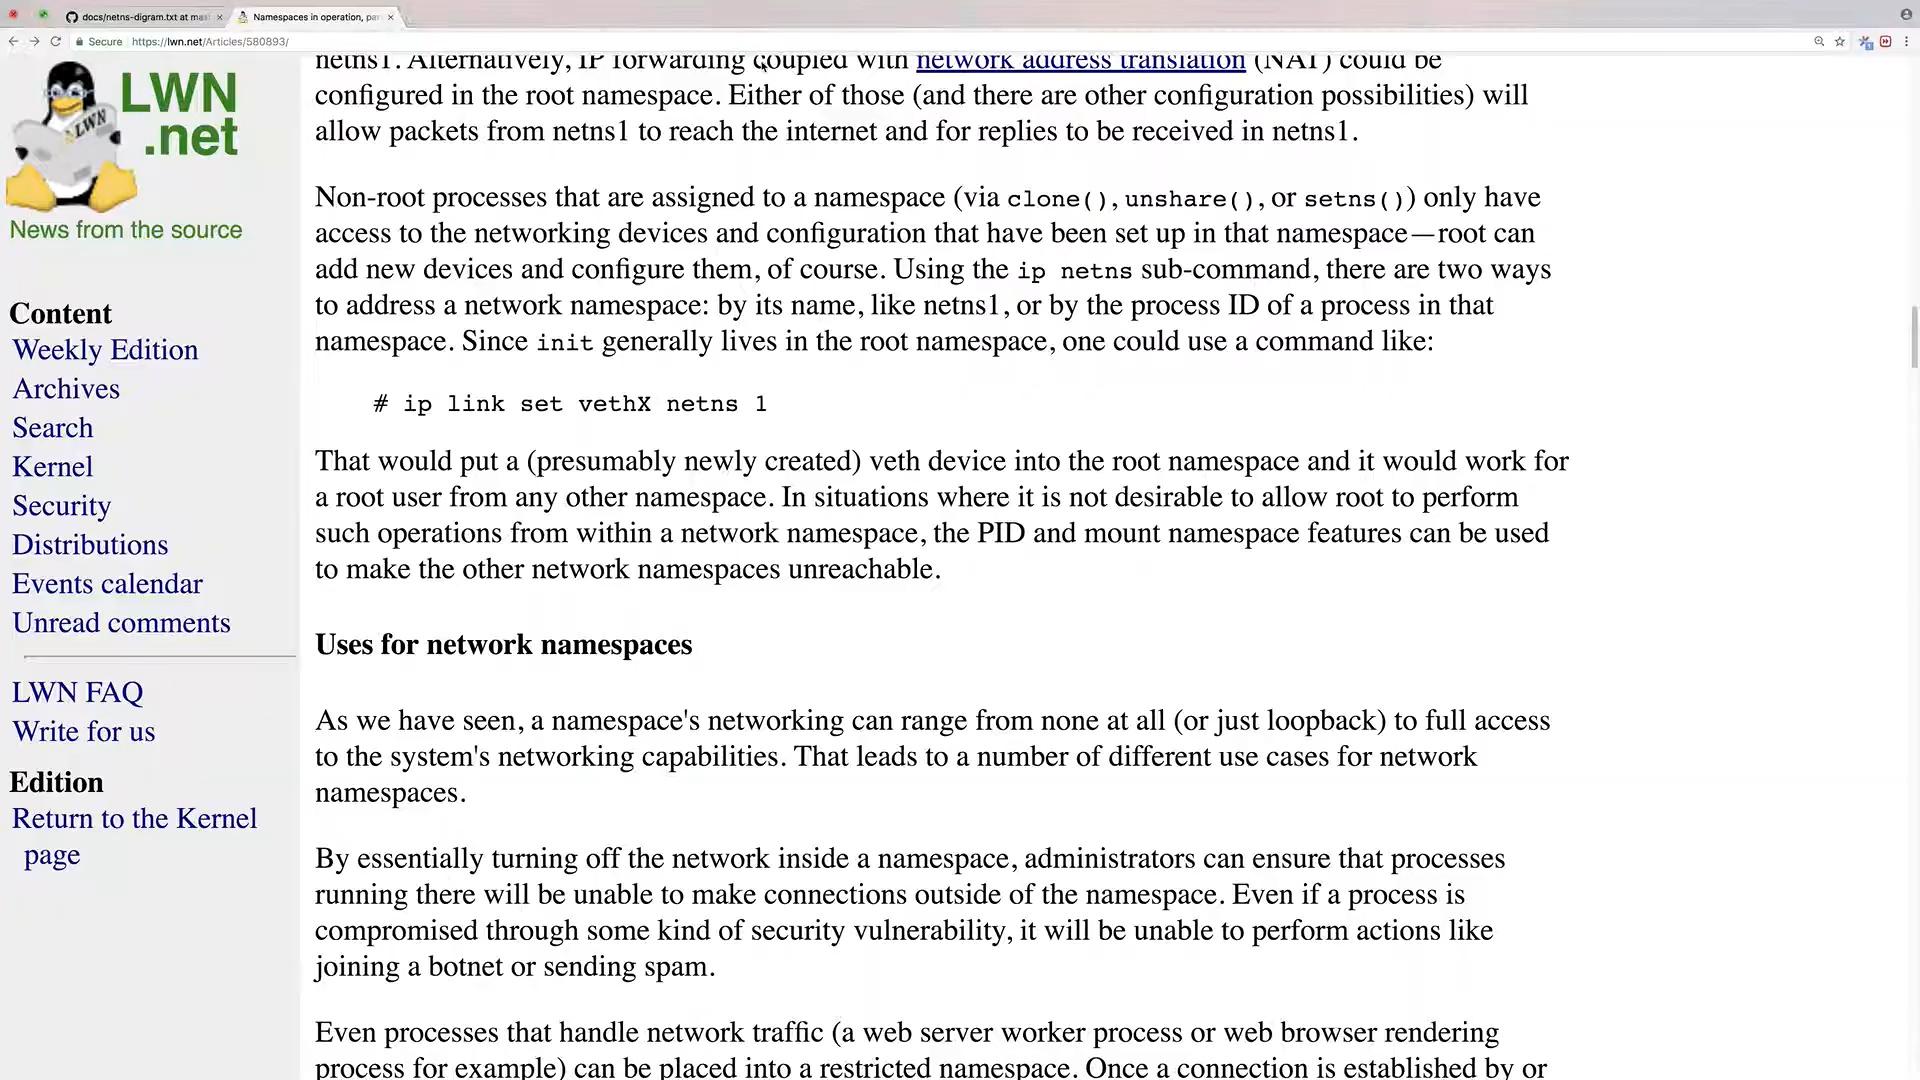 docs/netns-digram.txt at mas
Namespaces in operation, par
Secure https://lwn.net/Articles/580893/
LWN
.net
LWN
News from the source
Content
Weekly Edition
Archives
Search
Kernel
Security
Distributions
Events calendar
Unread comments
LWN FAQ
Write for us
Edition
Return to the Kernel
page
netns1. Alternatively, IP forwarding coupled with network address translation (NAT) could be
configured in the root namespace. Either of those (and there are other configuration possibilities) will
allow packets from netns1 to reach the internet and for replies to be received in netns1.
Non-root processes that are assigned to a namespace (via clone(), unshare(), or setns()) only have
access to the networking devices and configuration that have been set up in that namespace—root can
add new devices and configure them, of course. Using the ip netns sub-command, there are two ways
to address a network namespace: by its name, like netns1, or by the process ID of a process in that
namespace. Since init generally lives in the root namespace, one could use a command like:
# ip link set vethX netns 1
That would put a (presumably newly created) veth device into the root namespace and it would work for
a root user from any other namespace. In situations where it is not desirable to allow root to perform
such operations from within a network namespace, the PID and mount namespace features can be used
to make the other network namespaces unreachable.
Uses for network namespaces
As we have seen, a namespace's networking can range from none at all (or just loopback) to full access
to the system's networking capabilities. That leads to a number of different use cases for network
namespaces.
By essentially turning off the network inside a namespace, administrators can ensure that processes
running there will be unable to make connections outside of the namespace. Even if a process is
compromised through some kind of security vulnerability, it will be unable to perform actions like
joining a botnet or sending spam.
Even processes that handle network traffic (a web server worker process or web browser rendering
process for example) can be placed into a restricted namespace. Once a connection is established by or